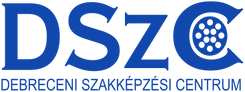 DSzC
DEBRECENI SZAKKÉPZÉSI CENTRUM